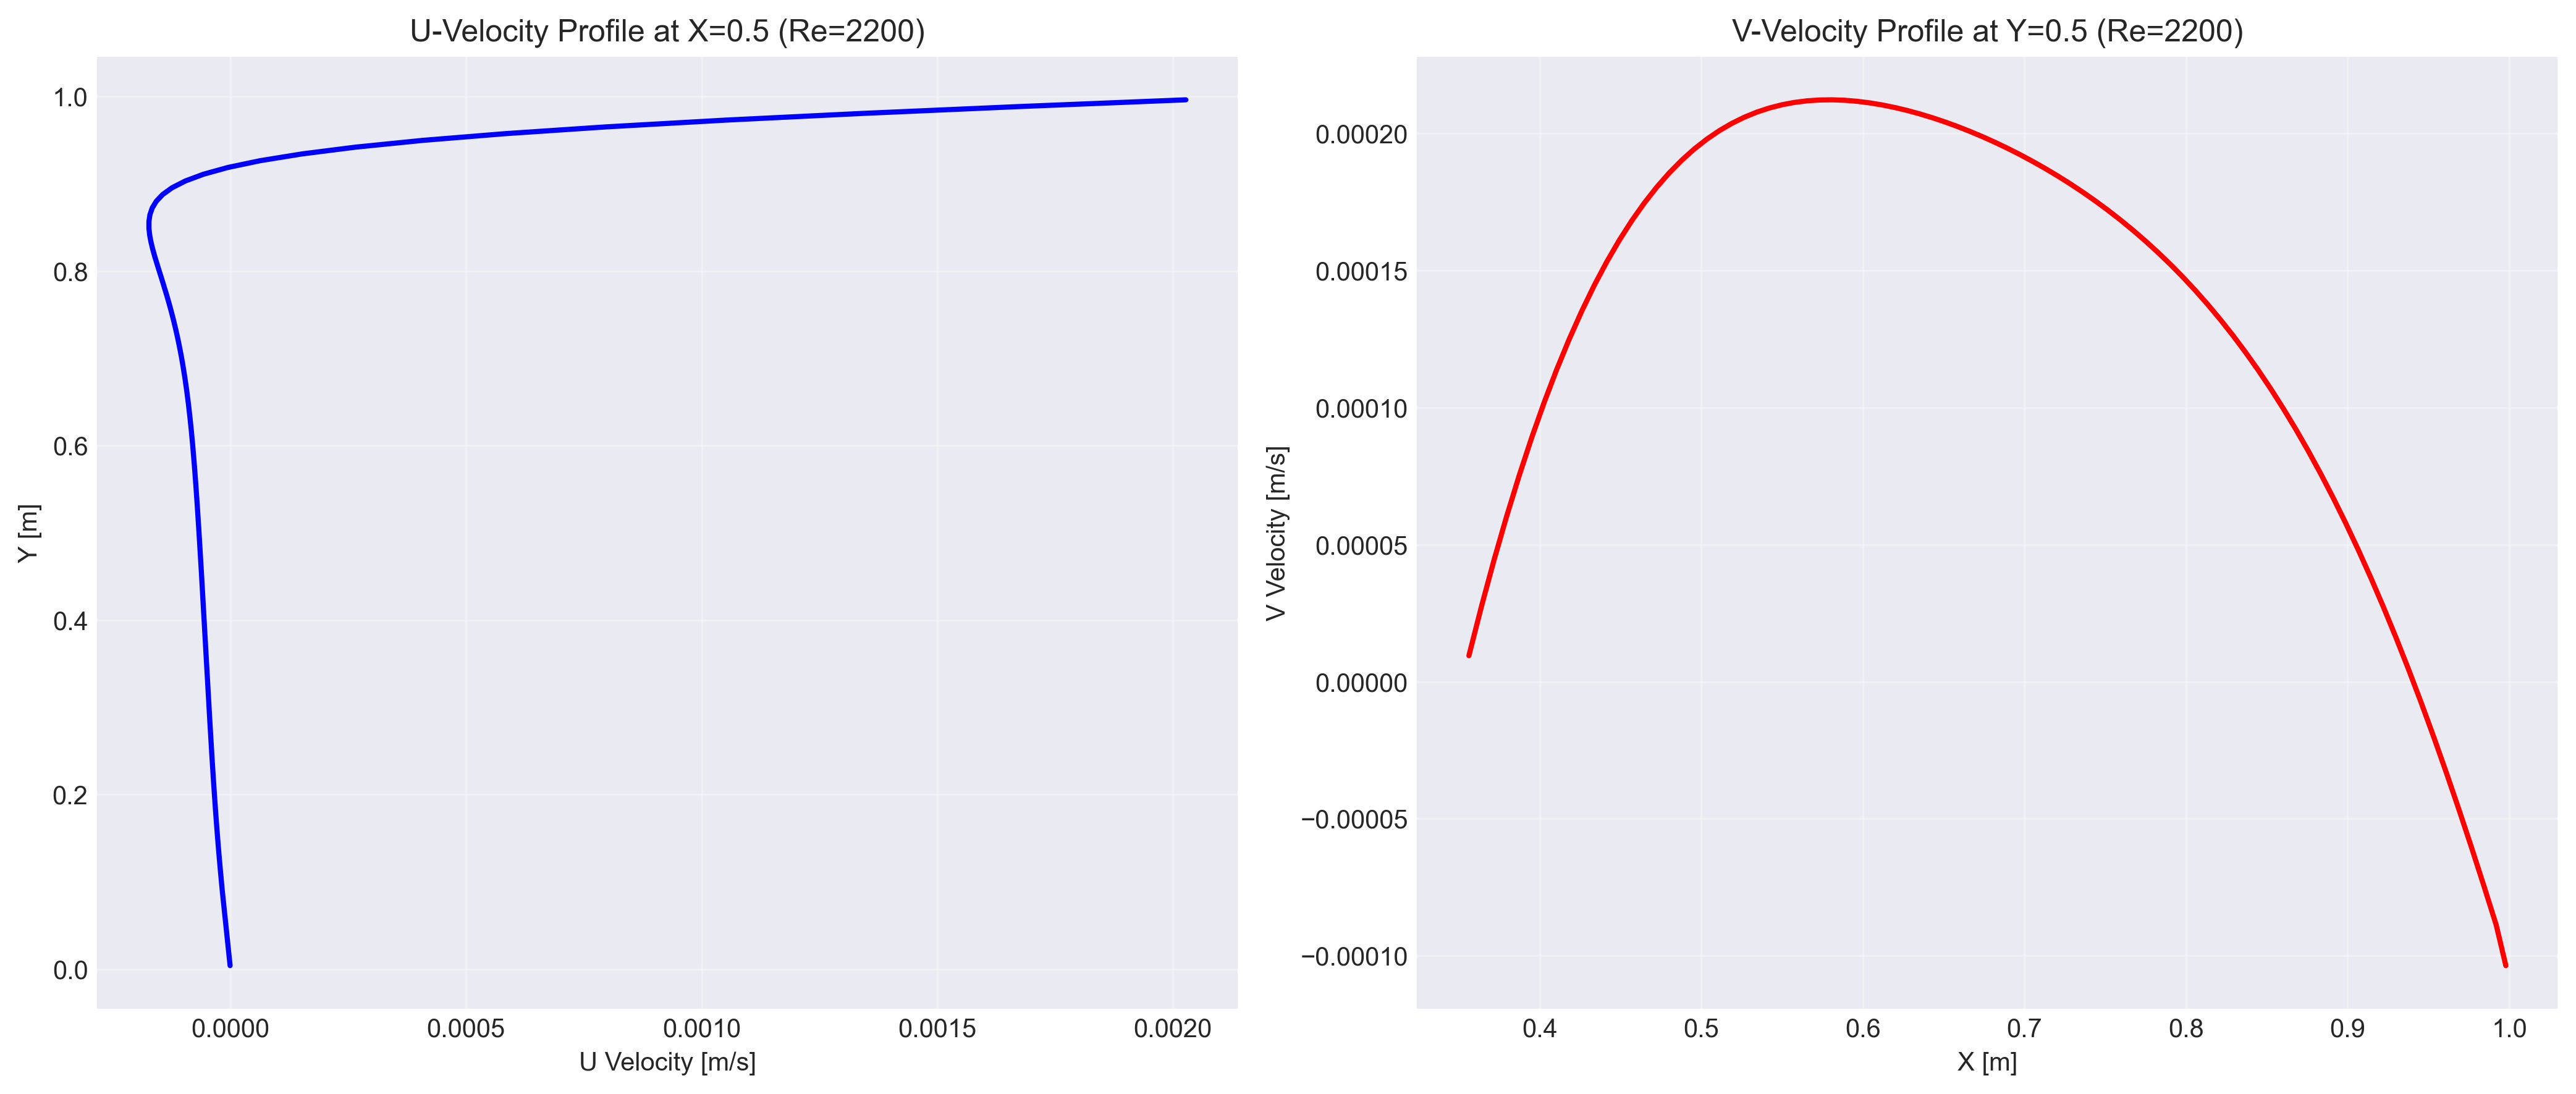 U-Velocity Profile at X=0.5 (Re=2200)
1.0
0.8
0.6
0.4
0.2
0.0
Y [m]
0.0000 0.0005 0.0010 0.0015 0.0020
U Velocity [m/s]
V-Velocity Profile at Y=0.5 (Re=2200)
0.00020
0.00015
0.00010
0.00005
0.00000
−0.00005
−0.00010
V Velocity [m/s]
0.4 0.5 0.6 0.7 0.8 0.9 1.0
X [m]